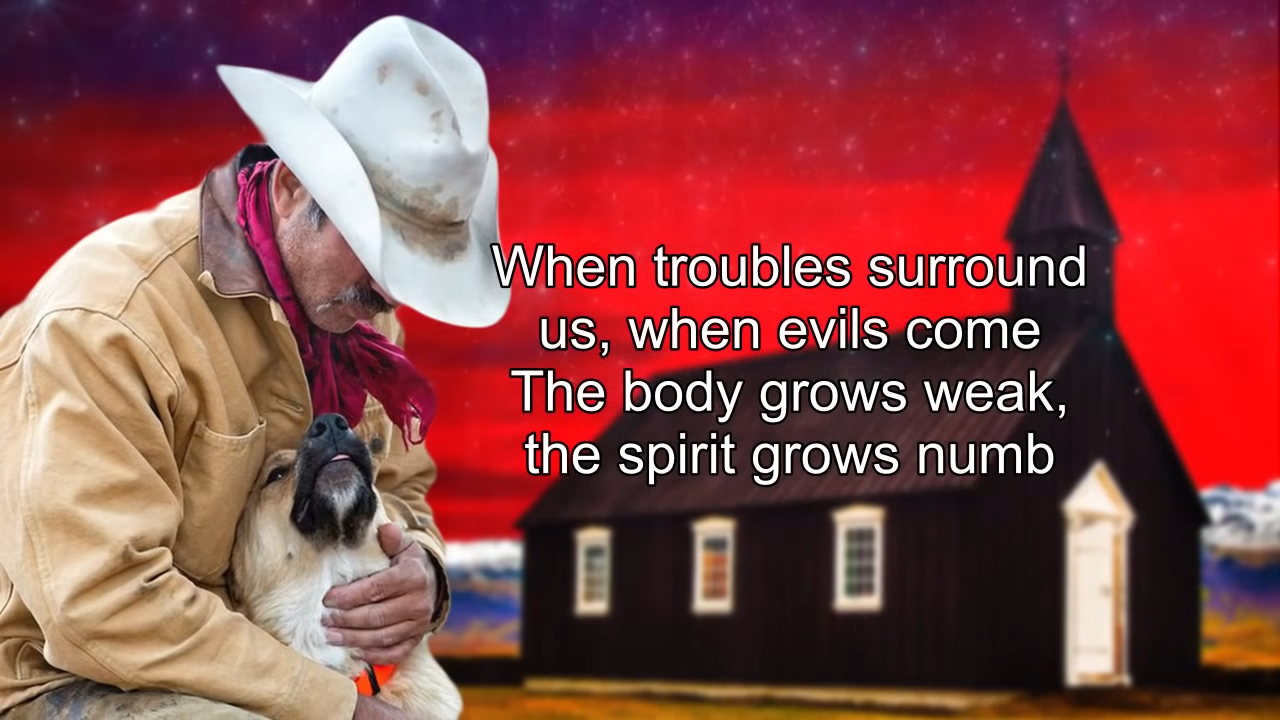 When troubles surround
us, when evils come
The body grows weak,
the spirit grows numb